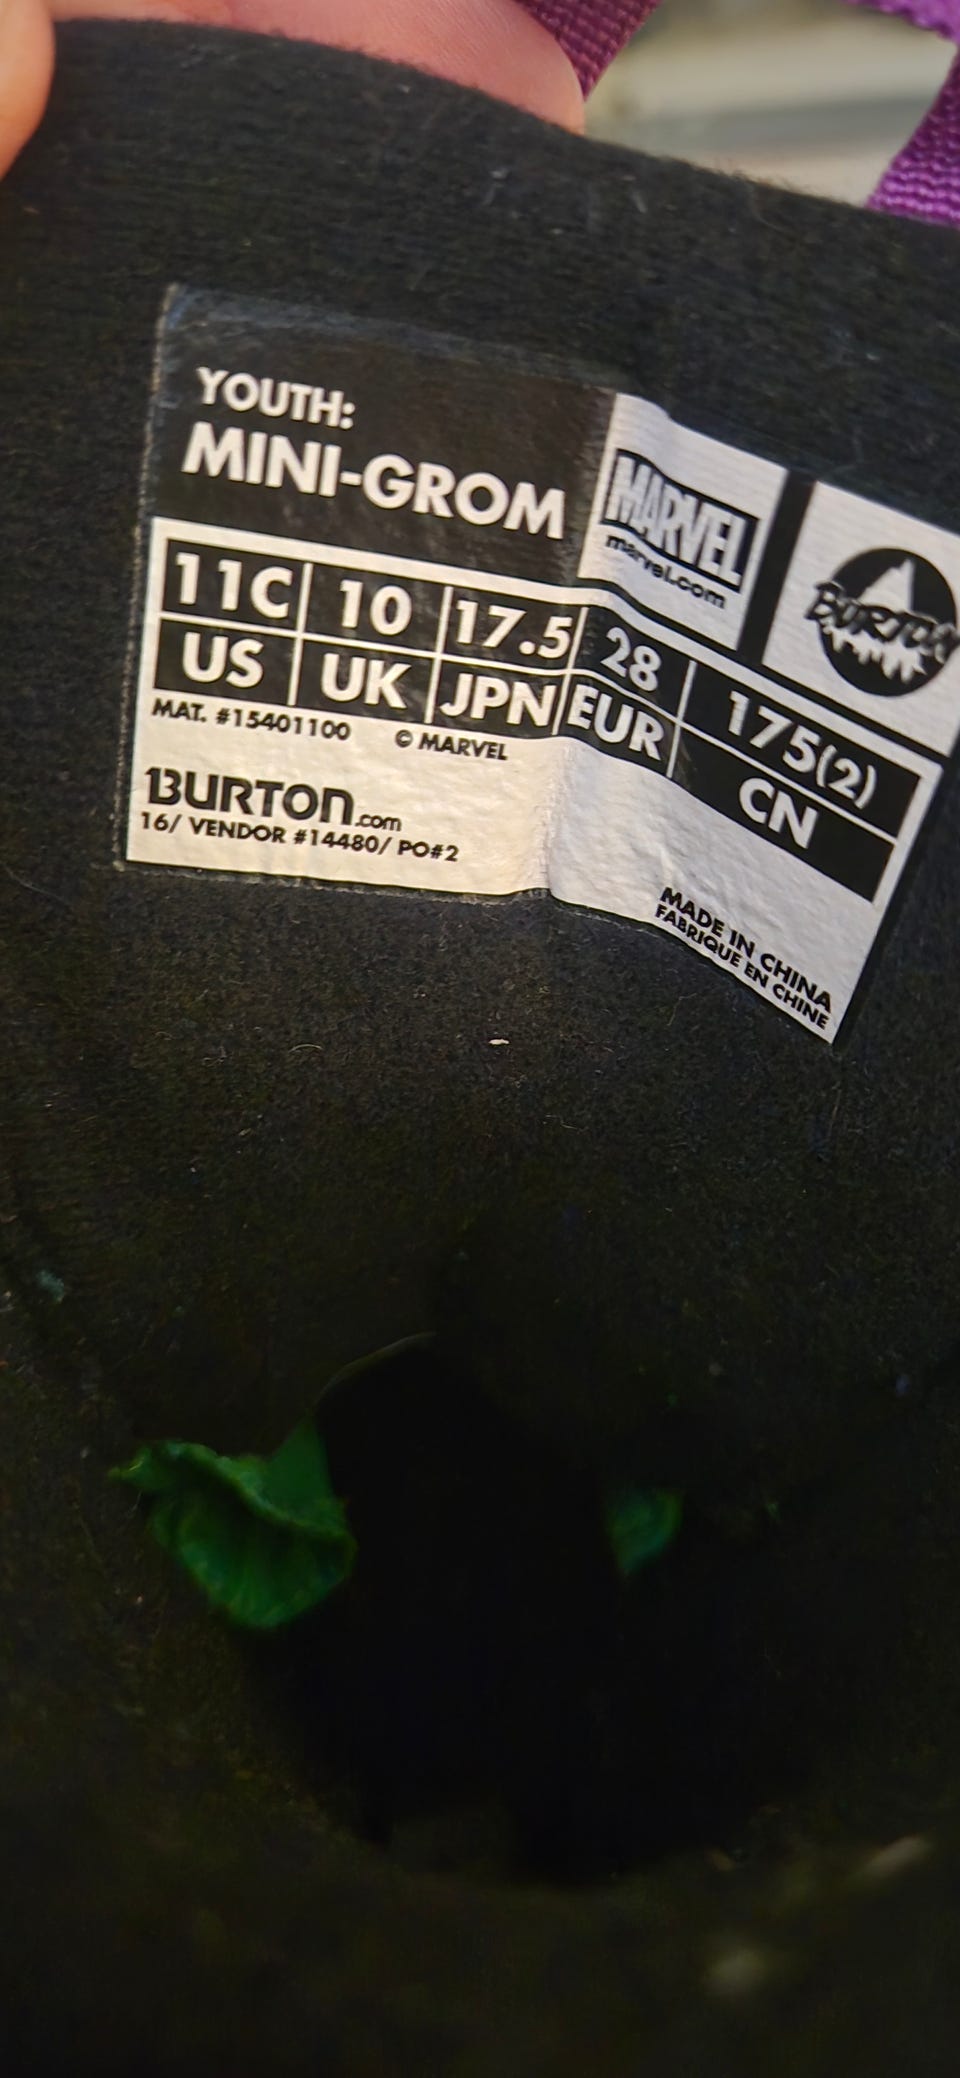 YOUTH:
MINI-GROM
MARVEL
marvel.com
BURTON
11C 10 17.5 28 175(2)
US UK JPN EUR CN
MAT. #15401100 © MARVEL
BURTON.com
16/ VENDOR #14480/ PO#2
MADE IN CHINA
FABRIQUE EN CHINE